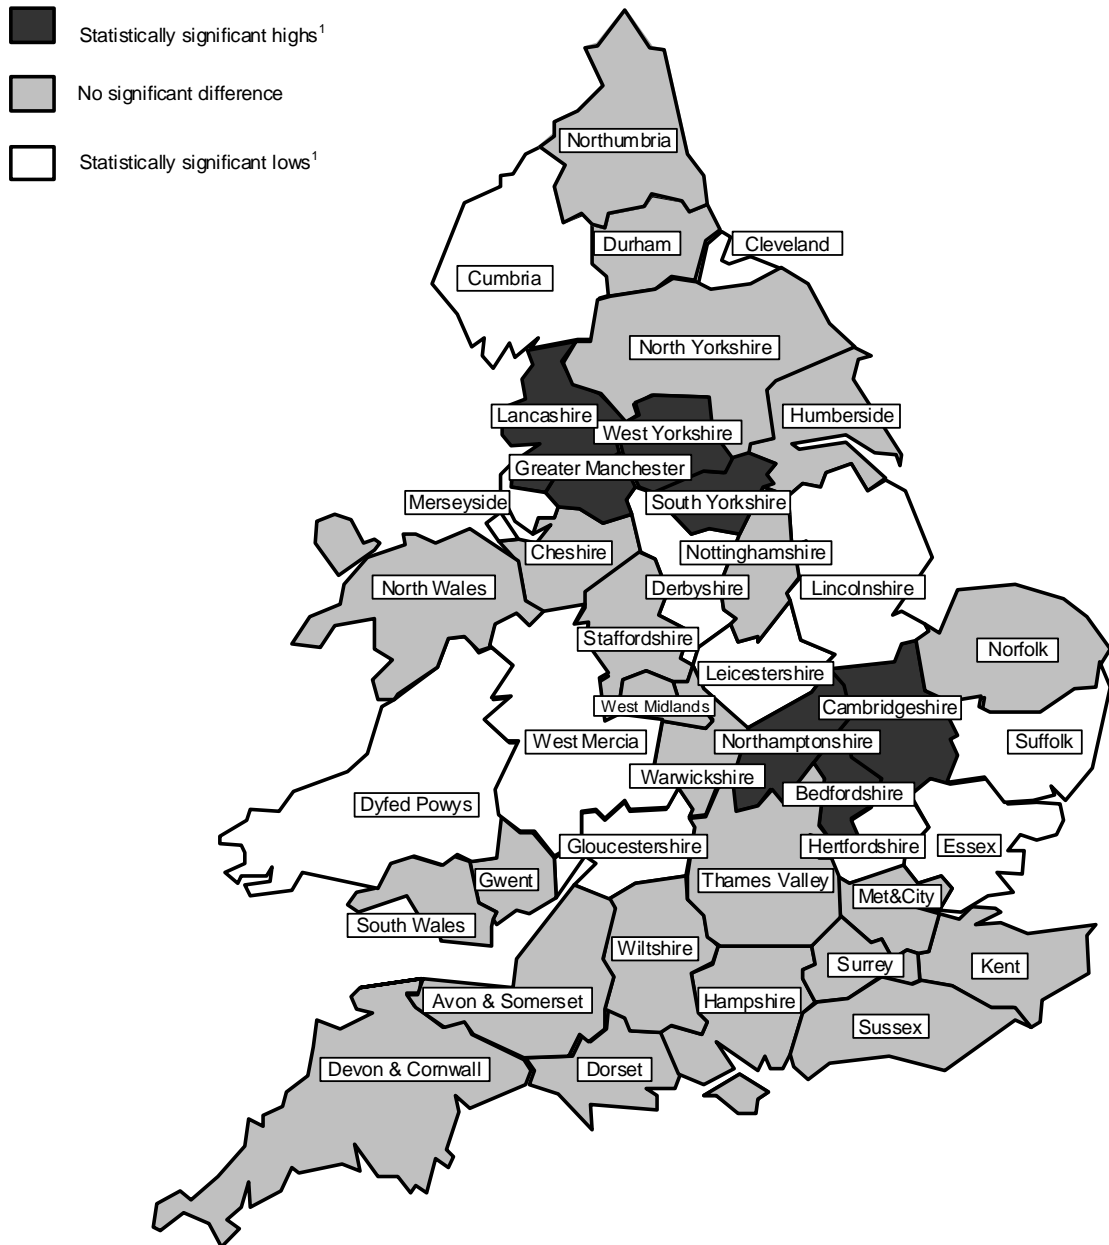 Statistically significant highs¹
No significant difference
Statistically significant lows¹
Northumbria
Durham
Cleveland
Cumbria
North Yorkshire
Lancashire
Humberside
West Yorkshire
Greater Manchester
Merseyside
South Yorkshire
Cheshire
Nottinghamshire
North Wales
Derbyshire
Lincolnshire
Staffordshire
Norfolk
Leicestershire
West Midlands
Cambridgeshire
West Mercia
Northamptonshire
Suffolk
Warwickshire
Bedfordshire
Dyfed Powys
Gloucestershire
Hertfordshire
Essex
Gwent
Thames Valley
Met&City
South Wales
Wiltshire
Surrey
Kent
Avon & Somerset
Hampshire
Sussex
Devon & Cornwall
Dorset